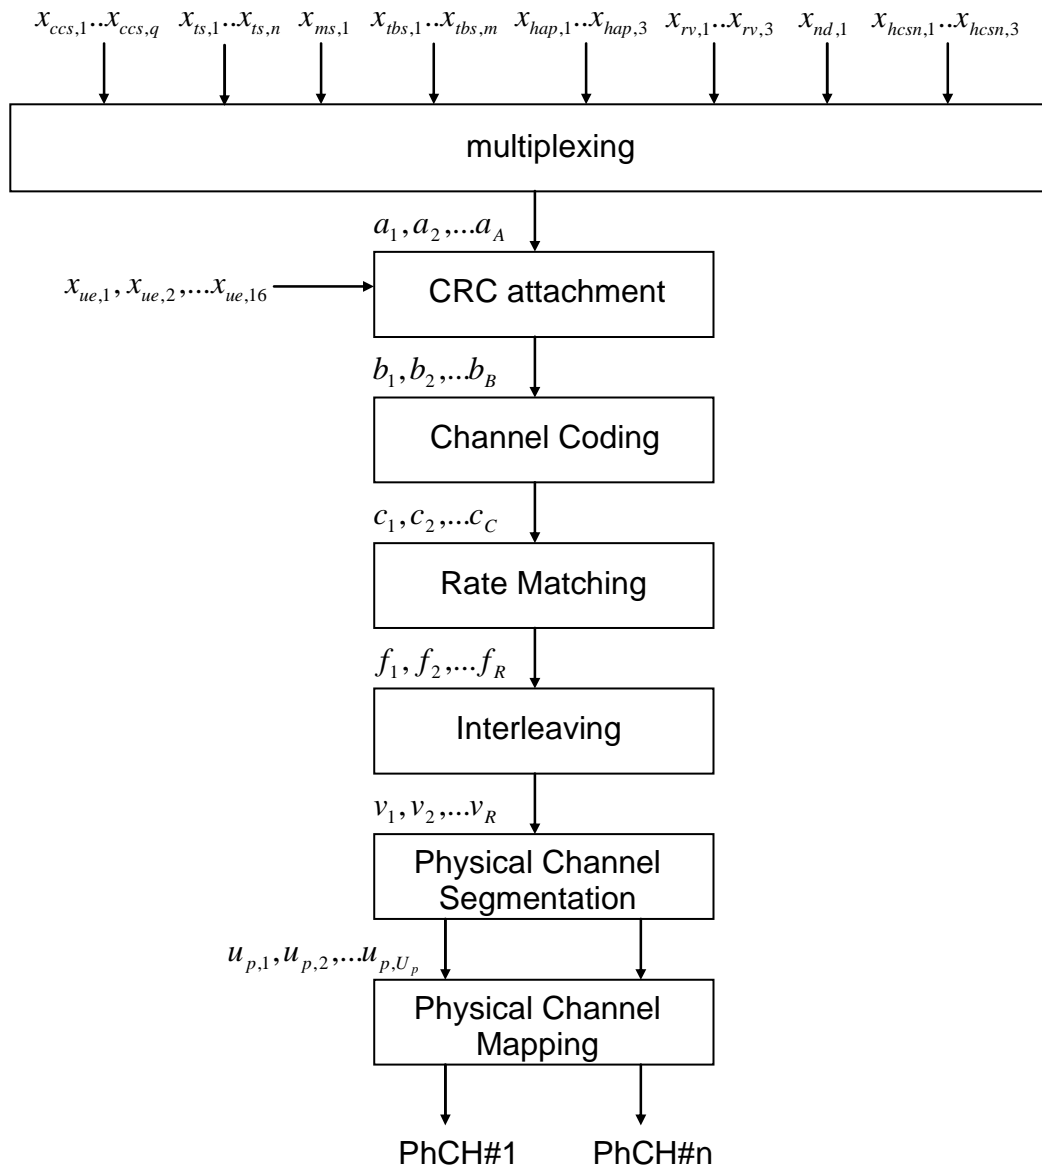 x_{ccs,1}..x_{ccs,q} x_{ts,1}..x_{ts,n} x_{ms,1} x_{tbs,1}..x_{tbs,m} x_{hap,1}..x_{hap,3} x_{rv,1}..x_{rv,3} x_{nd,1} x_{hcsn,1}..x_{hcsn,3}
multiplexing
a_1, a_2,...a_A
CRC attachment
x_{ue,1}, x_{ue,2},...x_{ue,16}
b_1, b_2,...b_B
Channel Coding
c_1, c_2,...c_C
Rate Matching
f_1, f_2,...f_R
Interleaving
v_1, v_2,...v_R
Physical Channel
Segmentation
u_{p,1}, u_{p,2},...u_{p,U_p}
Physical Channel
Mapping
PhCH#1 PhCH#n